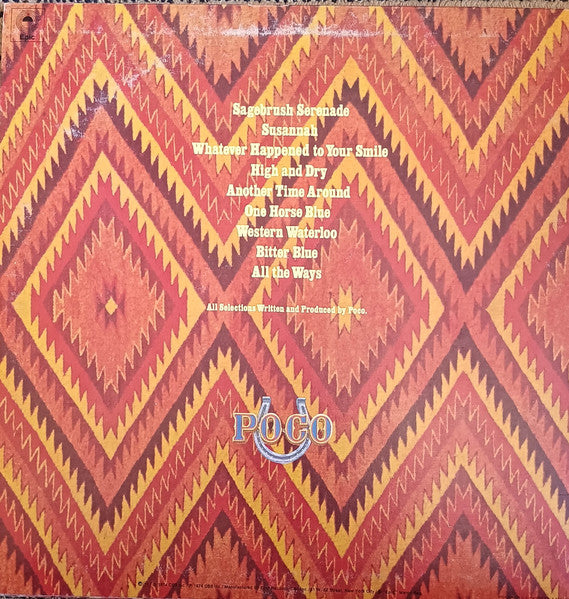 Epic
Sagebrush Serenade
Susannah
Whatever Happened to Your Smile
High and Dry
Another Time Around
One Horse Blue
Western Waterloo
Bitter Blue
All the Ways
All Selections Written and Produced by Poco.
POCO